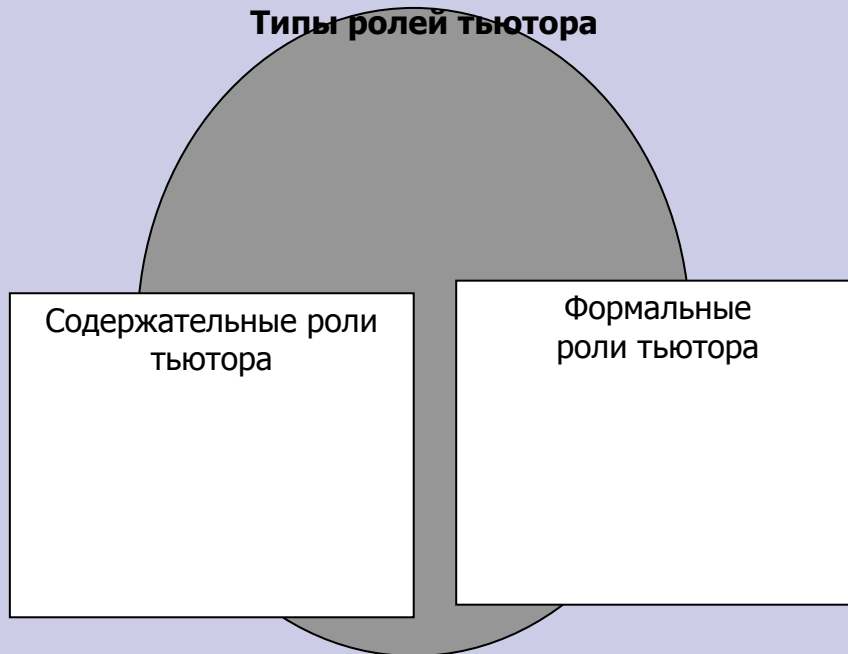 Типы ролей тьютора
Содержательные роли
тьютора
Формальные
роли тьютора